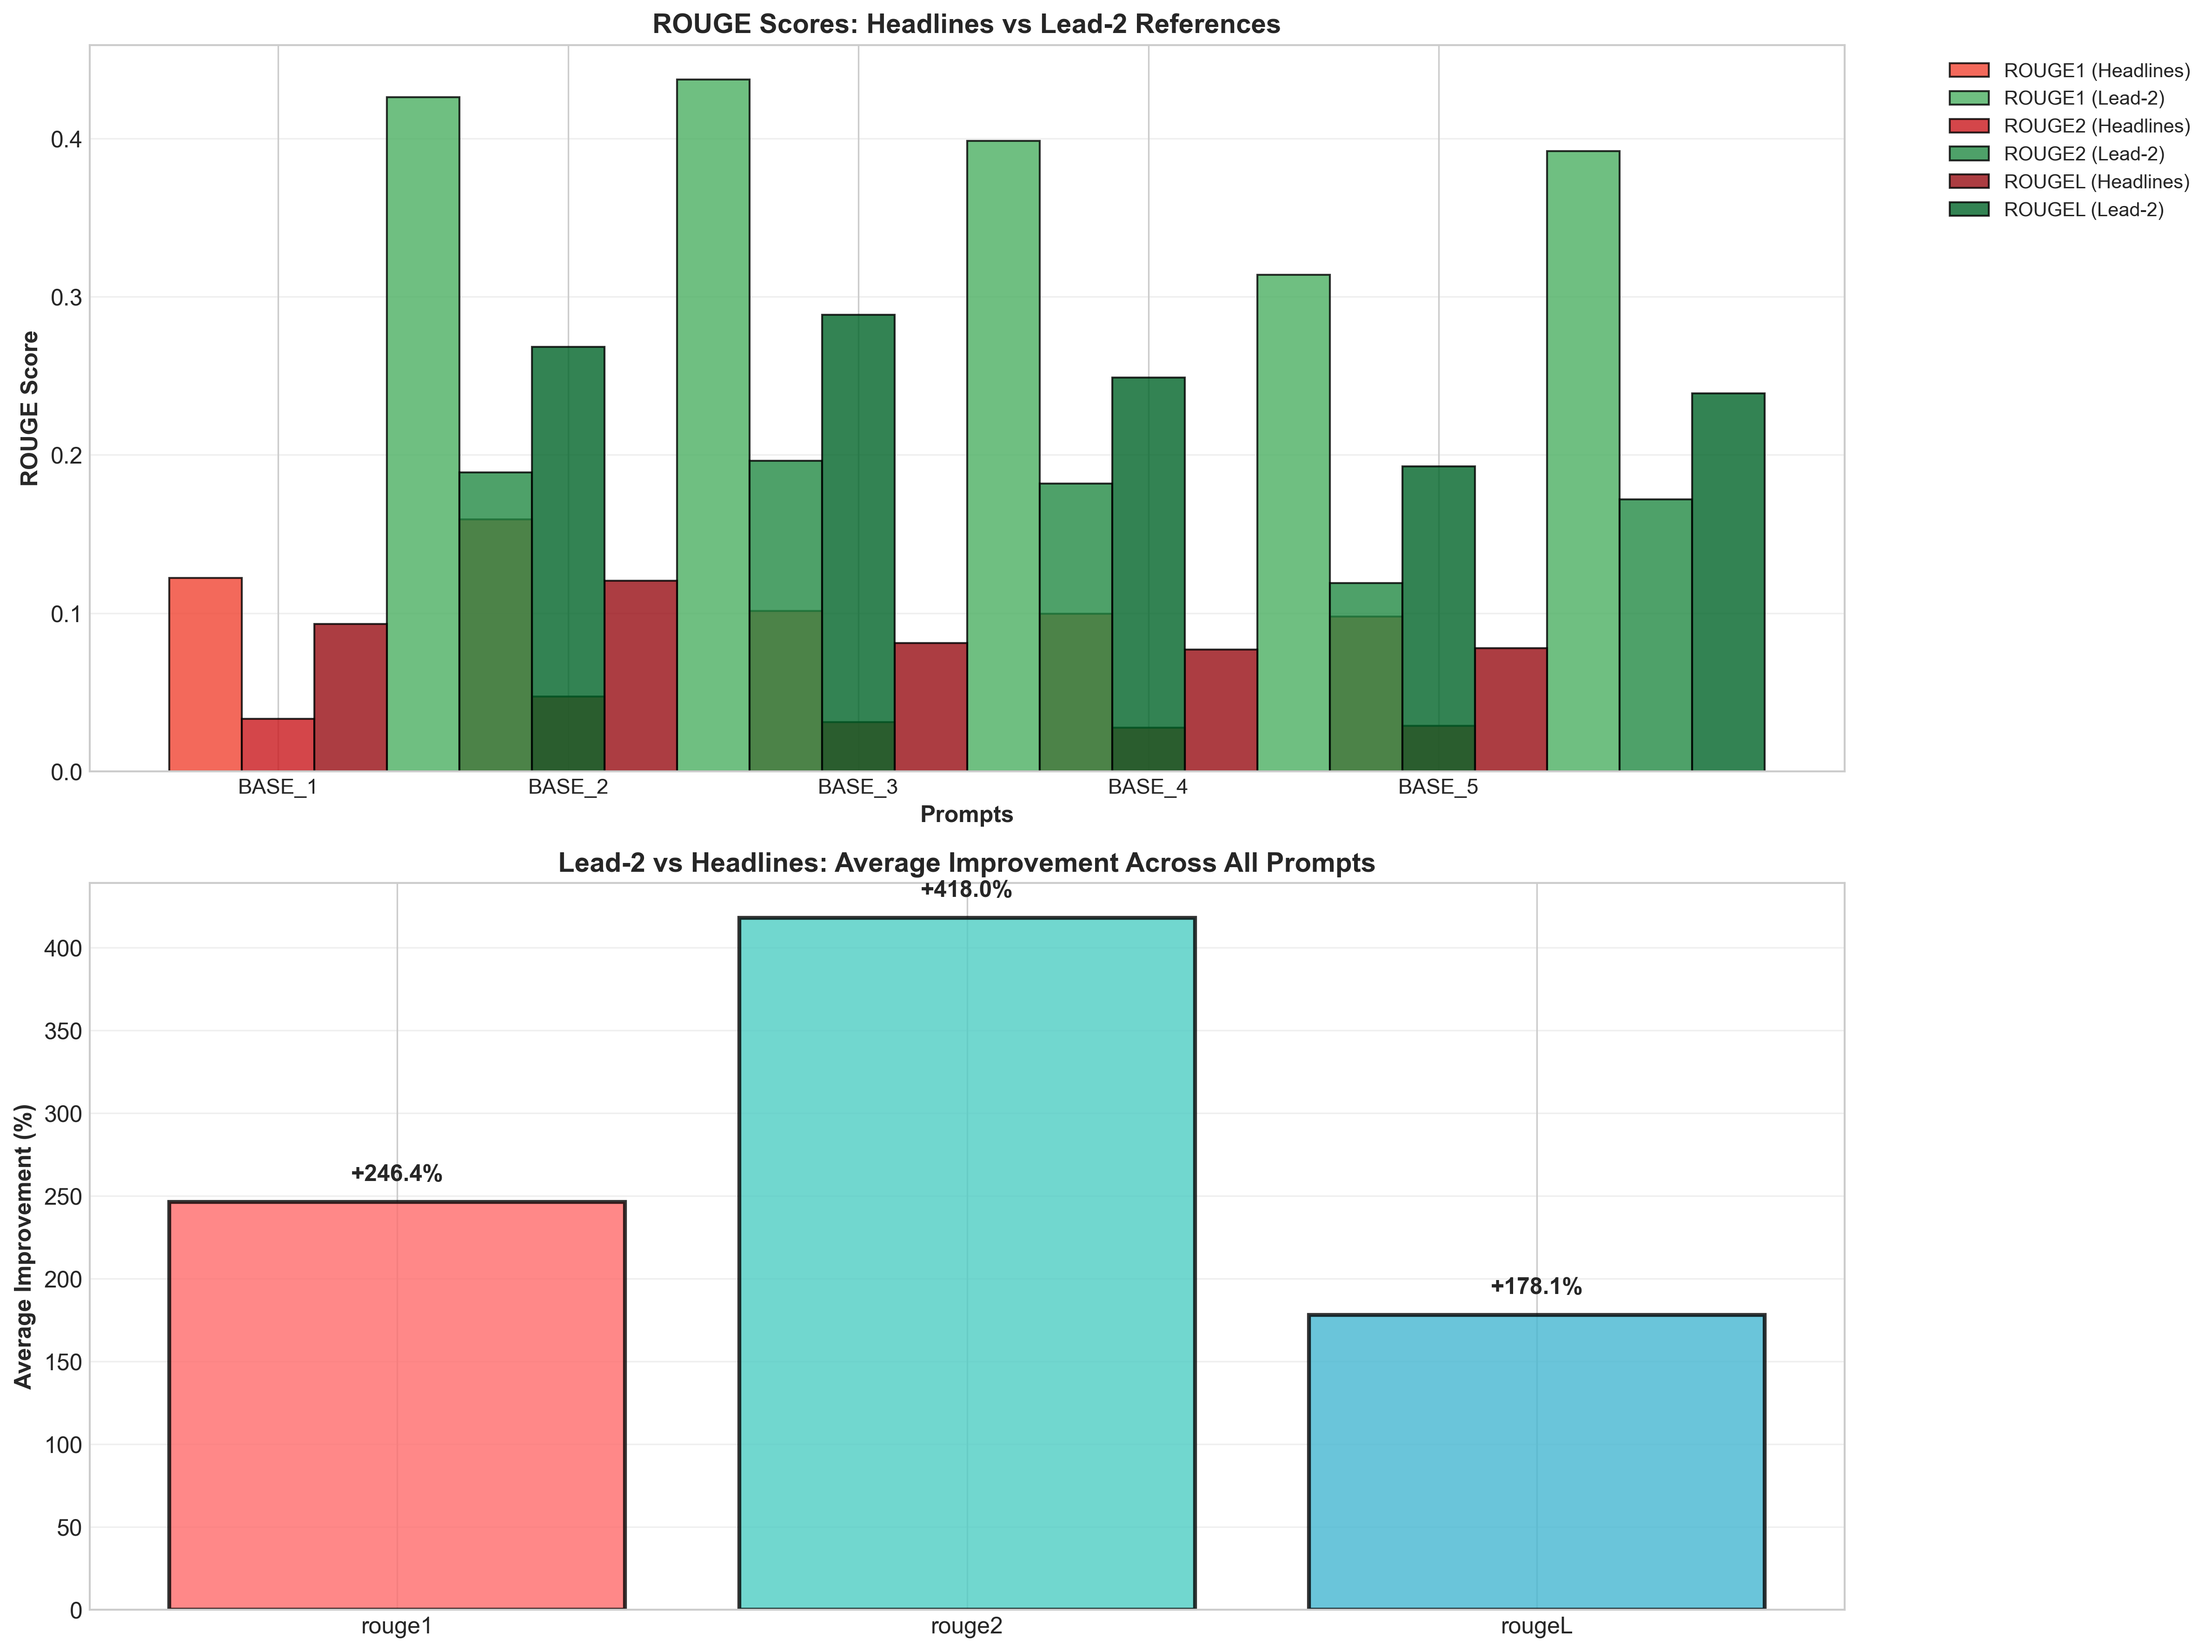 ROUGE Scores: Headlines vs Lead-2 References
ROUGE1 (Headlines)
ROUGE1 (Lead-2)
ROUGE2 (Headlines)
ROUGE2 (Lead-2)
ROUGEL (Headlines)
ROUGEL (Lead-2)
ROUGE Score
0.4
0.3
0.2
0.1
0.0
BASE_1 BASE_2 BASE_3 BASE_4 BASE_5
Prompts
Lead-2 vs Headlines: Average Improvement Across All Prompts
Average Improvement (%)
400
350
300
250
200
150
100
50
0
+246.4%
+418.0%
+178.1%
rouge1 rouge2 rougeL